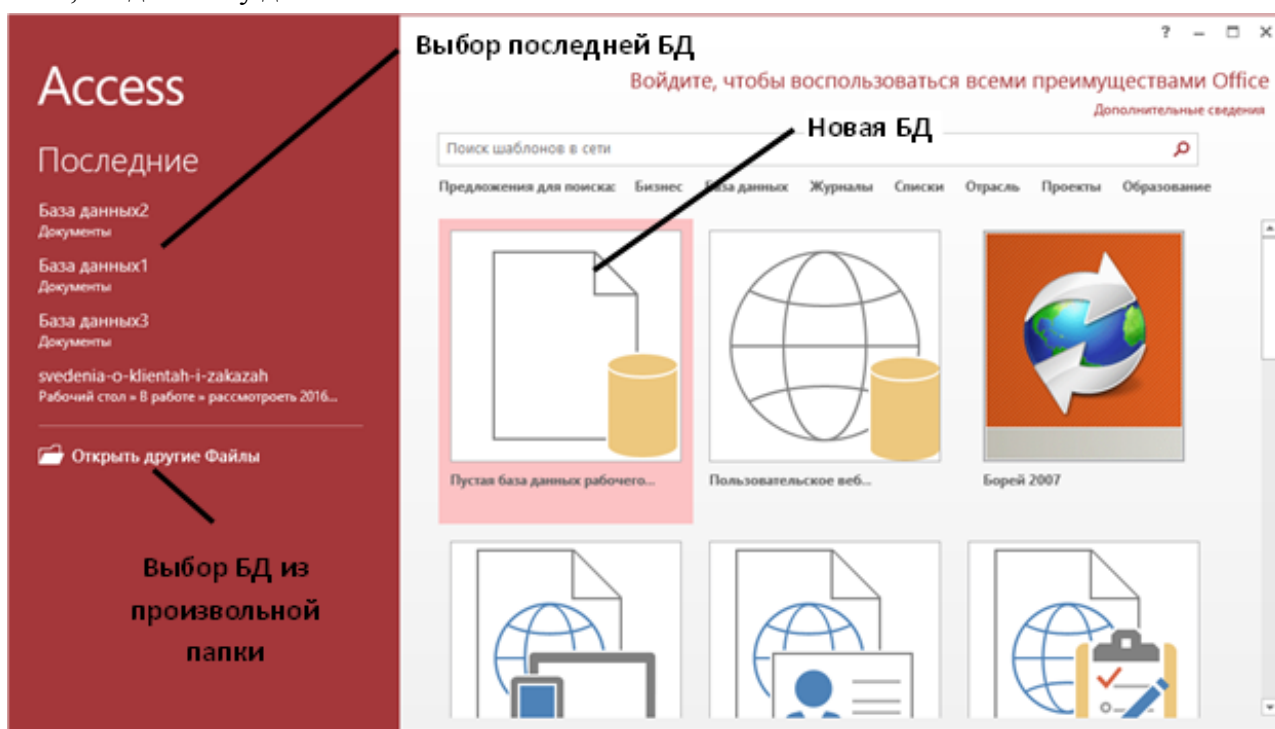 Access
Последние
База данных2
Документы
База данных1
Документы
База данных3
Документы
svedenia-o-klientah-i-zakazah
Рабочий стол » В работе » рассмотроеть 2016...
Открыть другие Файлы
Выбор БД из
произвольной
папки
Выбор последней БД
Войдите, чтобы воспользоваться всеми преимуществами Office
Дополнительные сведения
Новая БД
Поиск шаблонов в сети
Предложения для поиска: Бизнес База данных Журналы Списки Отрасль Проекты Образование
Пустая база данных рабочего...
Пользовательское веб...
Борей 2007